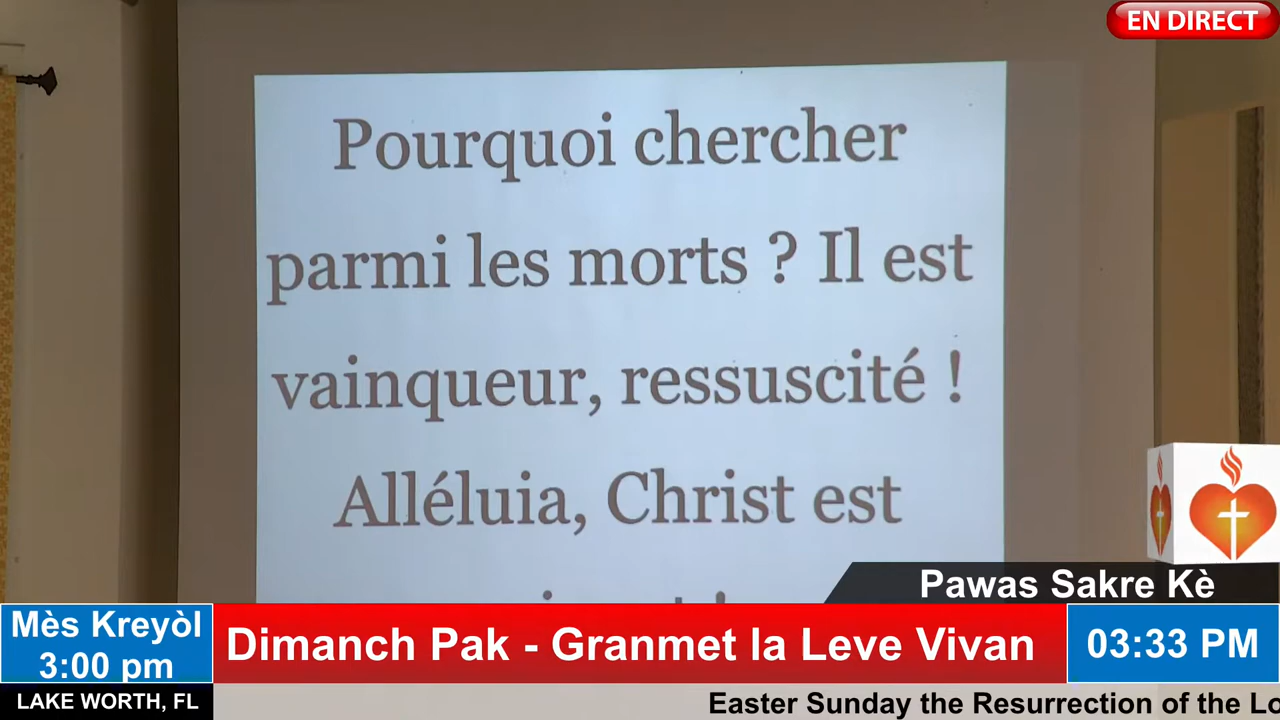 EN DIRECT
Pourquoi chercher
parmi les morts ? Il est
vainqueur, ressuscité !
Alléluia, Christ est
Pawas Sakre Kè
Mès Kreyòl
3:00 pm
Dimanch Pak - Granmet la Leve Vivan
03:33 PM
LAKE WORTH, FL
Easter Sunday the Resurrection of the